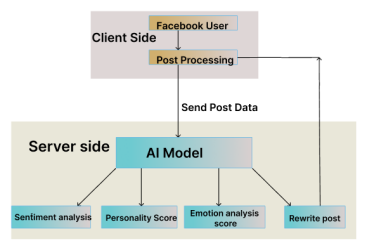 Facebook User
Client Side
Post Processing
Send Post Data
Server side
AI Model
Sentiment analysis
Personality Score
Emotion analysis
score
Rewrite post